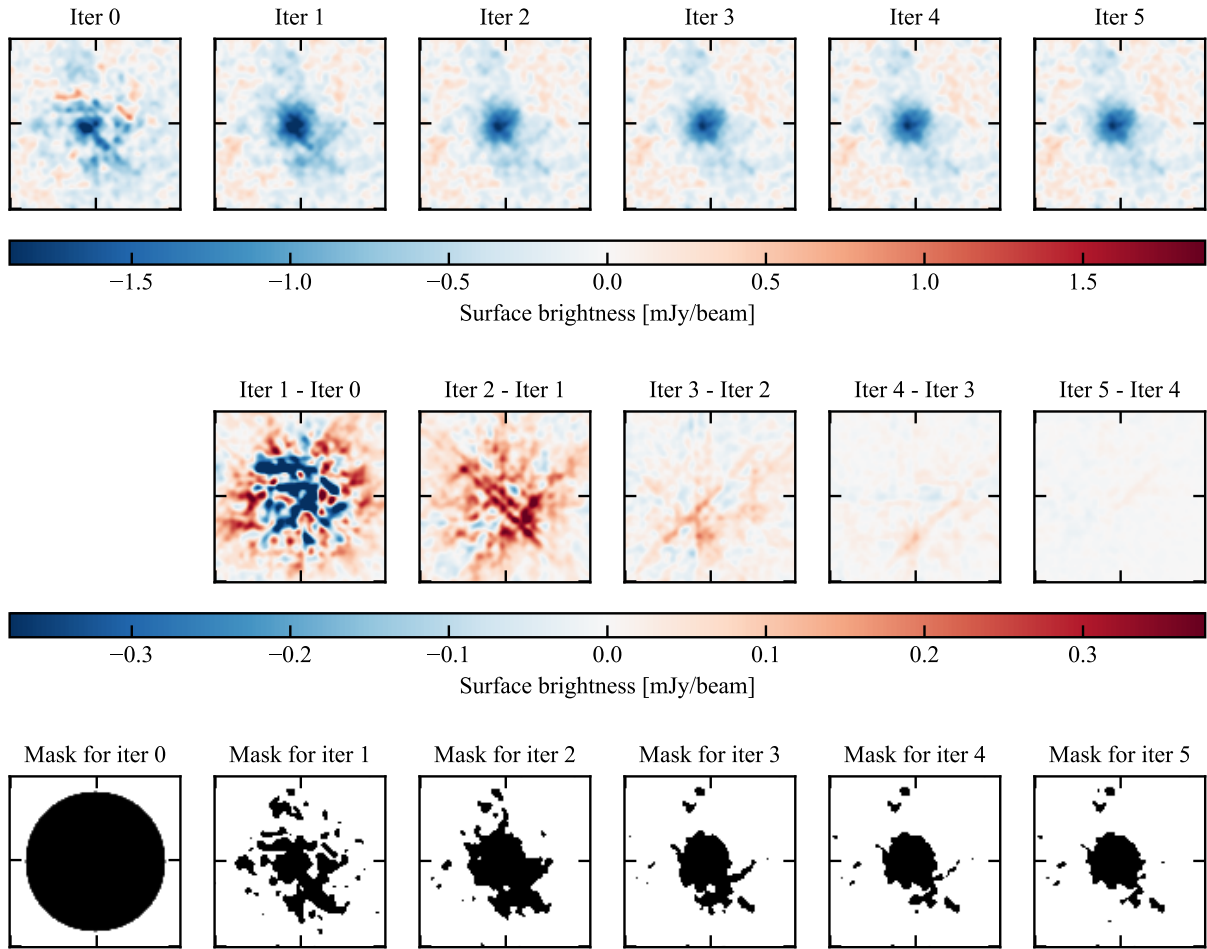 Iter 0 Iter 1 Iter 2 Iter 3 Iter 4 Iter 5
−1.5 −1.0 −0.5 0.0 0.5 1.0 1.5
Surface brightness [mJy/beam]
Iter 1 - Iter 0 Iter 2 - Iter 1 Iter 3 - Iter 2 Iter 4 - Iter 3 Iter 5 - Iter 4
−0.3 −0.2 −0.1 0.0 0.1 0.2 0.3
Surface brightness [mJy/beam]
Mask for iter 0 Mask for iter 1 Mask for iter 2 Mask for iter 3 Mask for iter 4 Mask for iter 5